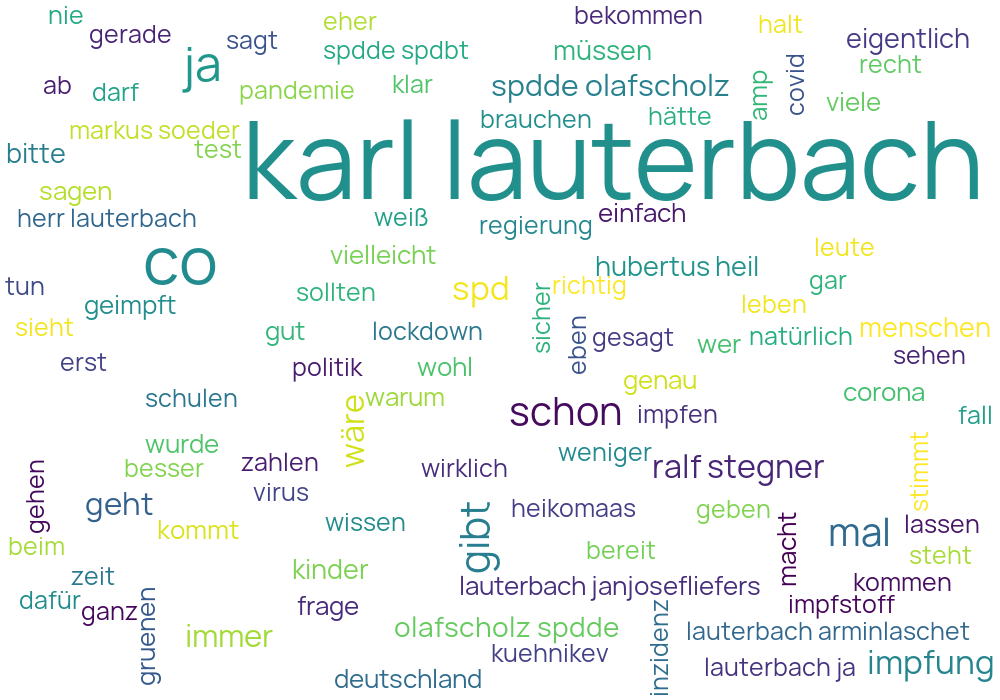 nie
gerade
sagt
eher
bekommen
halt
eigentlich
ja
spdde spdbt
müssen
recht
ab
darf
pandemie
klar
spdde olafscholz
amp
covid
viele
markus soeder
test
brauchen
hätte
bitte
karl lauterbach
sagen
herr lauterbach
weiß
regierung
einfach
co
vielleicht
leute
tun
geimpft
sollten
spd
sicher
richtig
hubertus heil
gar
leben
sieht
gut
lockdown
eben
gesagt
wer
natürlich
menschen
erst
politik
wohl
genau
sehen
schulen
wäre
warum
schon
impfen
corona
fall
wurde
besser
zahlen
wirklich
weniger
ralf stegner
stimmt
gehen
virus
geht
kommt
wissen
gibt
heikomaas
geben
macht
mal
lassen
beim
bereit
steht
zeit
kinder
lauterbach janjosefliefers
kommen
dafür
ganz
gruenen
frage
impfstoff
immer
olafscholz spdde
inzidenz
lauterbach arminlaschet
kuehnikev
deutschland
lauterbach ja
impfung